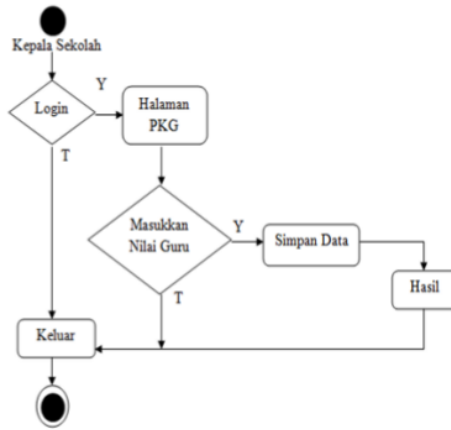 Kepala Sekolah
Login
Y
Halaman
PKG
T
Masukkan
Nilai Guru
Y
Simpan Data
Hasil
T
Keluar